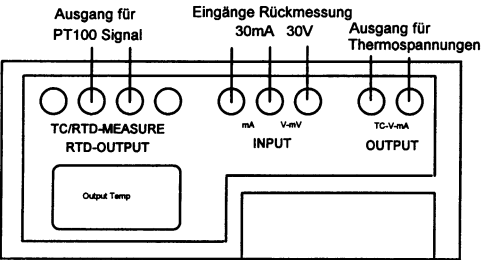 Ausgang für
PT100 Signal
Eingänge Rückmessung
30mA 30V
Ausgang für
Thermospannungen
TC/RTD-MEASURE
RTD-OUTPUT
mA V-mV
INPUT
TC-V-mA
OUTPUT
Output Temp